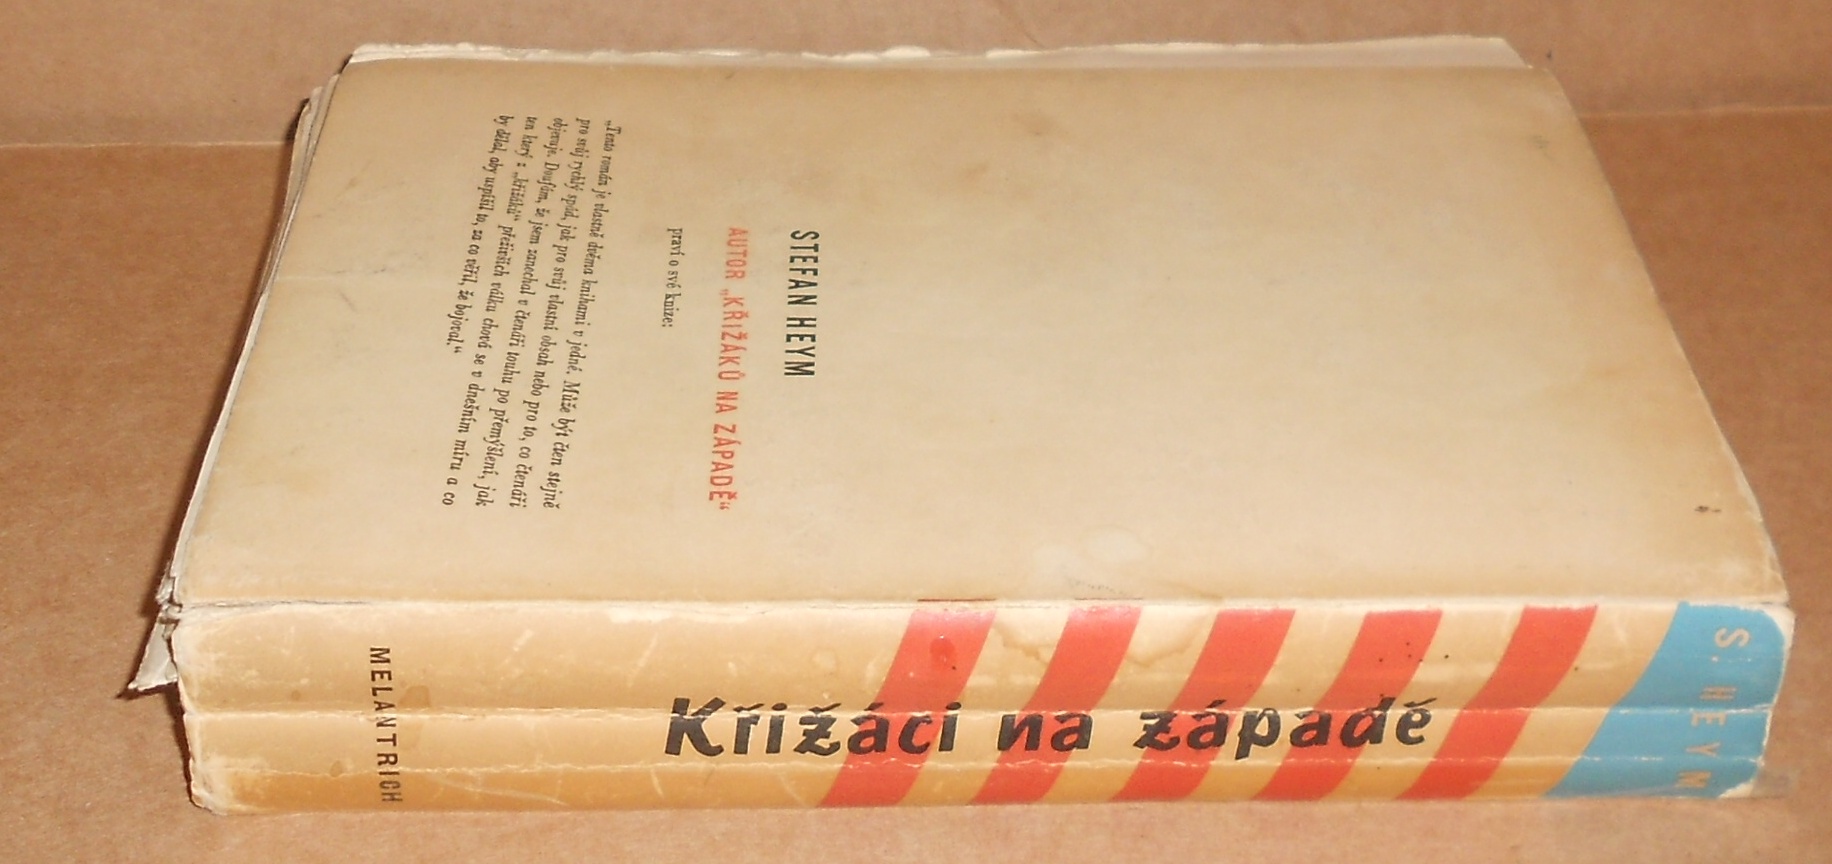 STEFAN HEYM
AUTOR „KŘIŽÁKŮ NA ZÁPADĚ“
praví o své knize:
„Tento román je vlastně dvěma knihami v jedné. Může být čten stejně
pro svůj rychlý spád, jak pro svůj vlastní obsah nebo pro to, co čtenáři
objevuje. Doufám, že jsem zanechal v čtenáři touhu po přemýšlení, jak
ten který z „křižáků“ přeživších válku chová se v dnešním míru a co
by dělal, aby uspíšil to, za co věřil, že bojoval.“
S. HEYM
Křižáci na západě
MELANTRICH